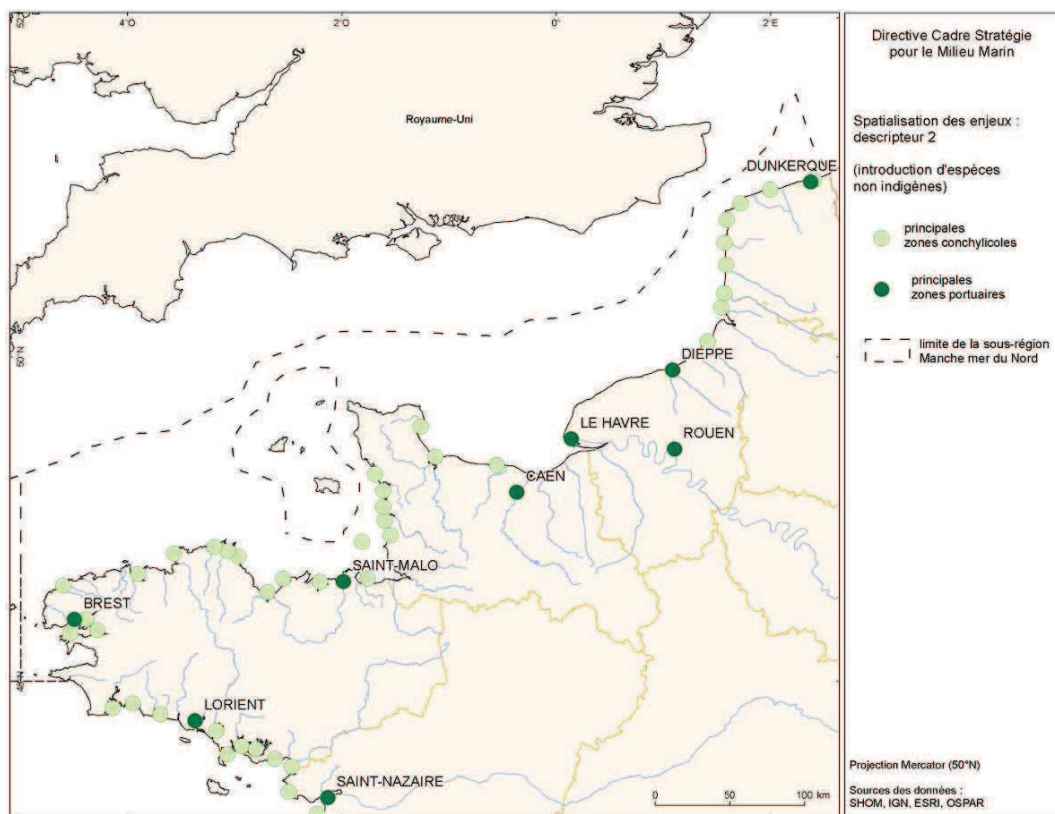 52°
4°O
2°O
0°
2°E
Royaume-Uni
DUNKERQUE
50°N
DIEPPE
LE HAVRE
ROUEN
CAEN
SAINT-MALO
BREST
48°N
LORIENT
SAINT-NAZAIRE
0 50 100 km
Directive Cadre Stratégie
pour le Milieu Marin
Spatialisation des enjeux :
descripteur 2
(introduction d'espèces
non indigènes)
principales
zones conchylicoles
principales
zones portuaires
limite de la sous-région
Manche mer du Nord
Projection Mercator (50°N)
Sources des données :
SHOM, IGN, ESRI, OSPAR